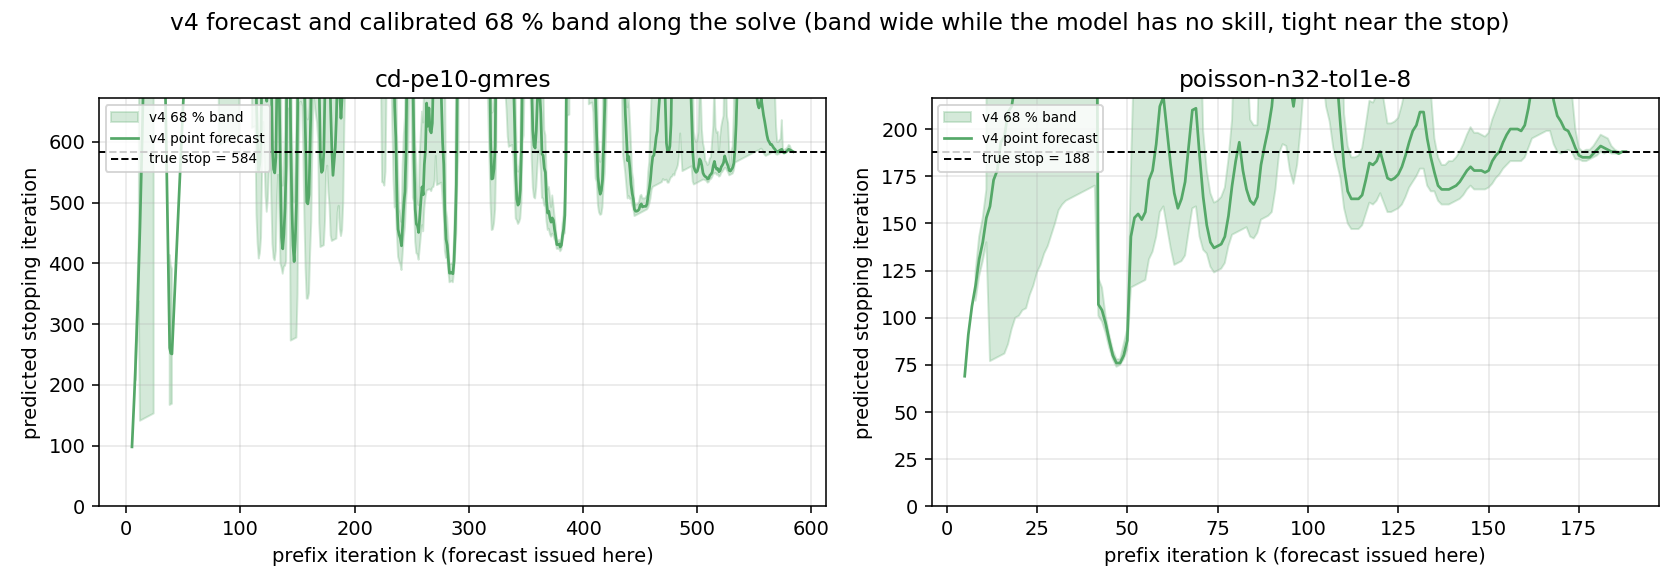 v4 forecast and calibrated 68 % band along the solve (band wide while the model has no skill, tight near the stop)
cd-pe10-gmres
v4 68 % band
v4 point forecast
true stop = 584
predicted stopping iteration
600
500
400
300
200
100
0
0 100 200 300 400 500 600
prefix iteration k (forecast issued here)
poisson-n32-tol1e-8
v4 68 % band
v4 point forecast
true stop = 188
predicted stopping iteration
200
175
150
125
100
75
50
25
0
0 25 50 75 100 125 150 175
prefix iteration k (forecast issued here)